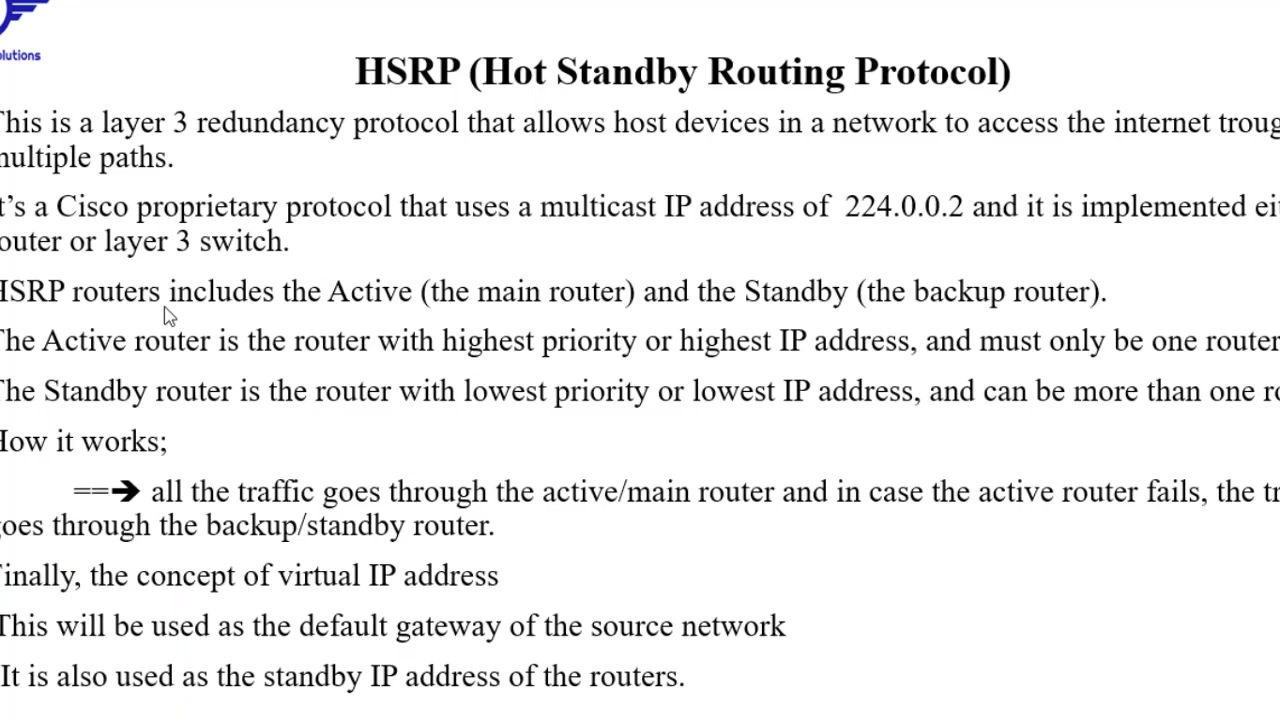 olutions
HSRP (Hot Standby Routing Protocol)
This is a layer 3 redundancy protocol that allows host devices in a network to access the internet troug
multiple paths.
It's a Cisco proprietary protocol that uses a multicast IP address of 224.0.0.2 and it is implemented ei
router or layer 3 switch.
HSRP routers includes the Active (the main router) and the Standby (the backup router).
The Active router is the router with highest priority or highest IP address, and must only be one router
The Standby router is the router with lowest priority or lowest IP address, and can be more than one ro
How it works;
==➔ all the traffic goes through the active/main router and in case the active router fails, the tr
goes through the backup/standby router.
Finally, the concept of virtual IP address
This will be used as the default gateway of the source network
It is also used as the standby IP address of the routers.